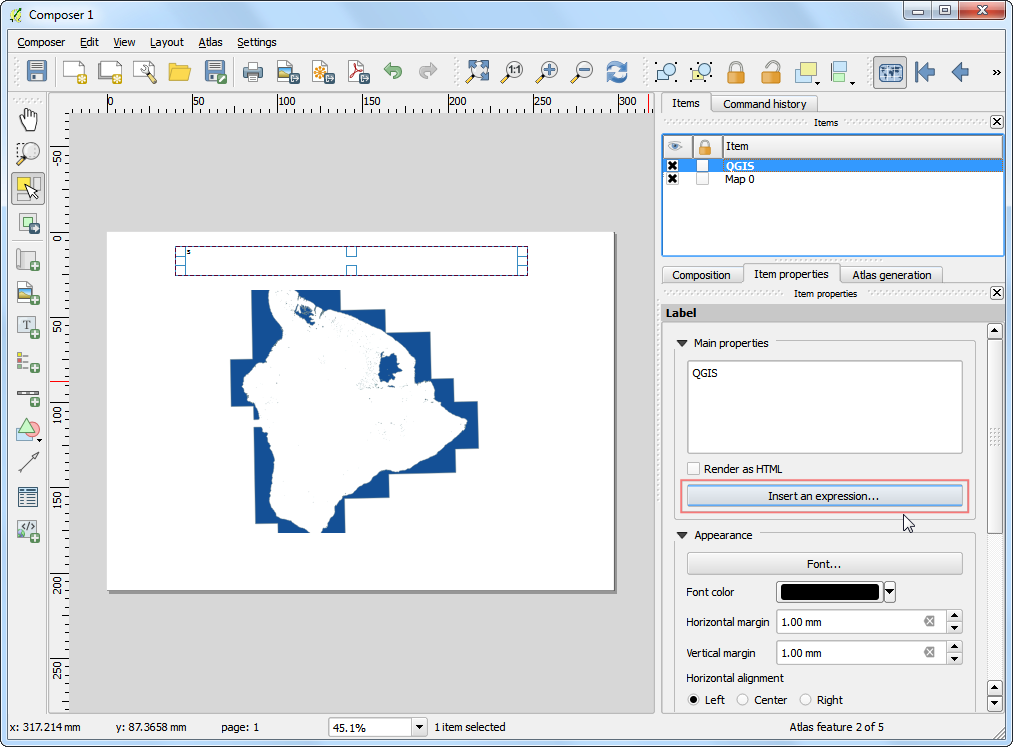 Composer 1
Composer Edit View Layout Atlas Settings
1:1
»
0 50 100 150 200 250 300
-50
0
50
100
150
200
250
s
T
</>
Items Command history
Items
Item
QGIS
Map 0
Composition Item properties Atlas generation
Item properties
Label
Main properties
QGIS
Render as HTML
Insert an expression...
Appearance
Font...
Font color
Horizontal margin 1.00 mm
Vertical margin 1.00 mm
Horizontal alignment
Left Center Right
x: 317.214 mm y: 87.3658 mm page: 1 45.1% 1 item selected Atlas feature 2 of 5